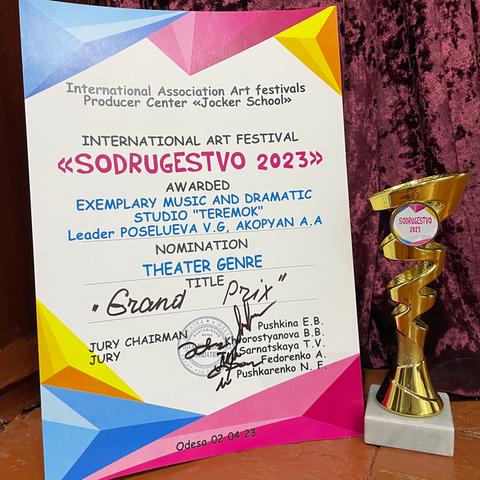 International Association Art festivals
Producer Center «Jocker School»
INTERNATIONAL ART FESTIVAL
«SODRUGESTVO 2023»
AWARDED
EXEMPLARY MUSIC AND DRAMATIC
STUDIO "TEREMOK"
Leader POSELUEVA V.G, AKOPYAN A.A
NOMINATION
THEATER GENRE
TITLE
"Grand Prix"
JURY CHAIRMAN Pushkina E.B.
JURY Khoorostyanova B.B.
Sarnatskaya T.V.
Fedorenko A.
Pushkarenko N. F.
Odesa 02.04.23
SODRUGESTVO
2023